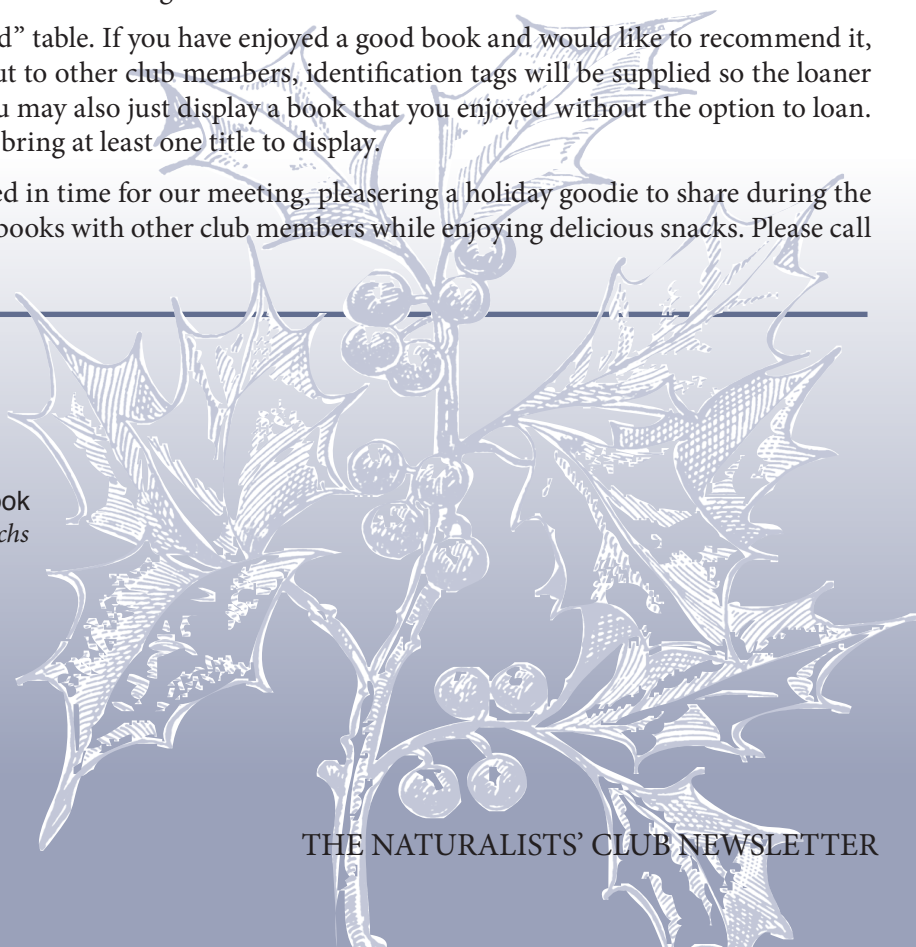 d” table. If you have enjoyed a good book and would like to recommend it,
ut to other club members, identification tags will be supplied so the loaner
u may also just display a book that you enjoyed without the option to loan.
bring at least one title to display.
ed in time for our meeting, pleasering a holiday goodie to share during the
books with other club members while enjoying delicious snacks. Please call
ook
chs
THE NATURALISTS’ CLUB NEWSLETTER